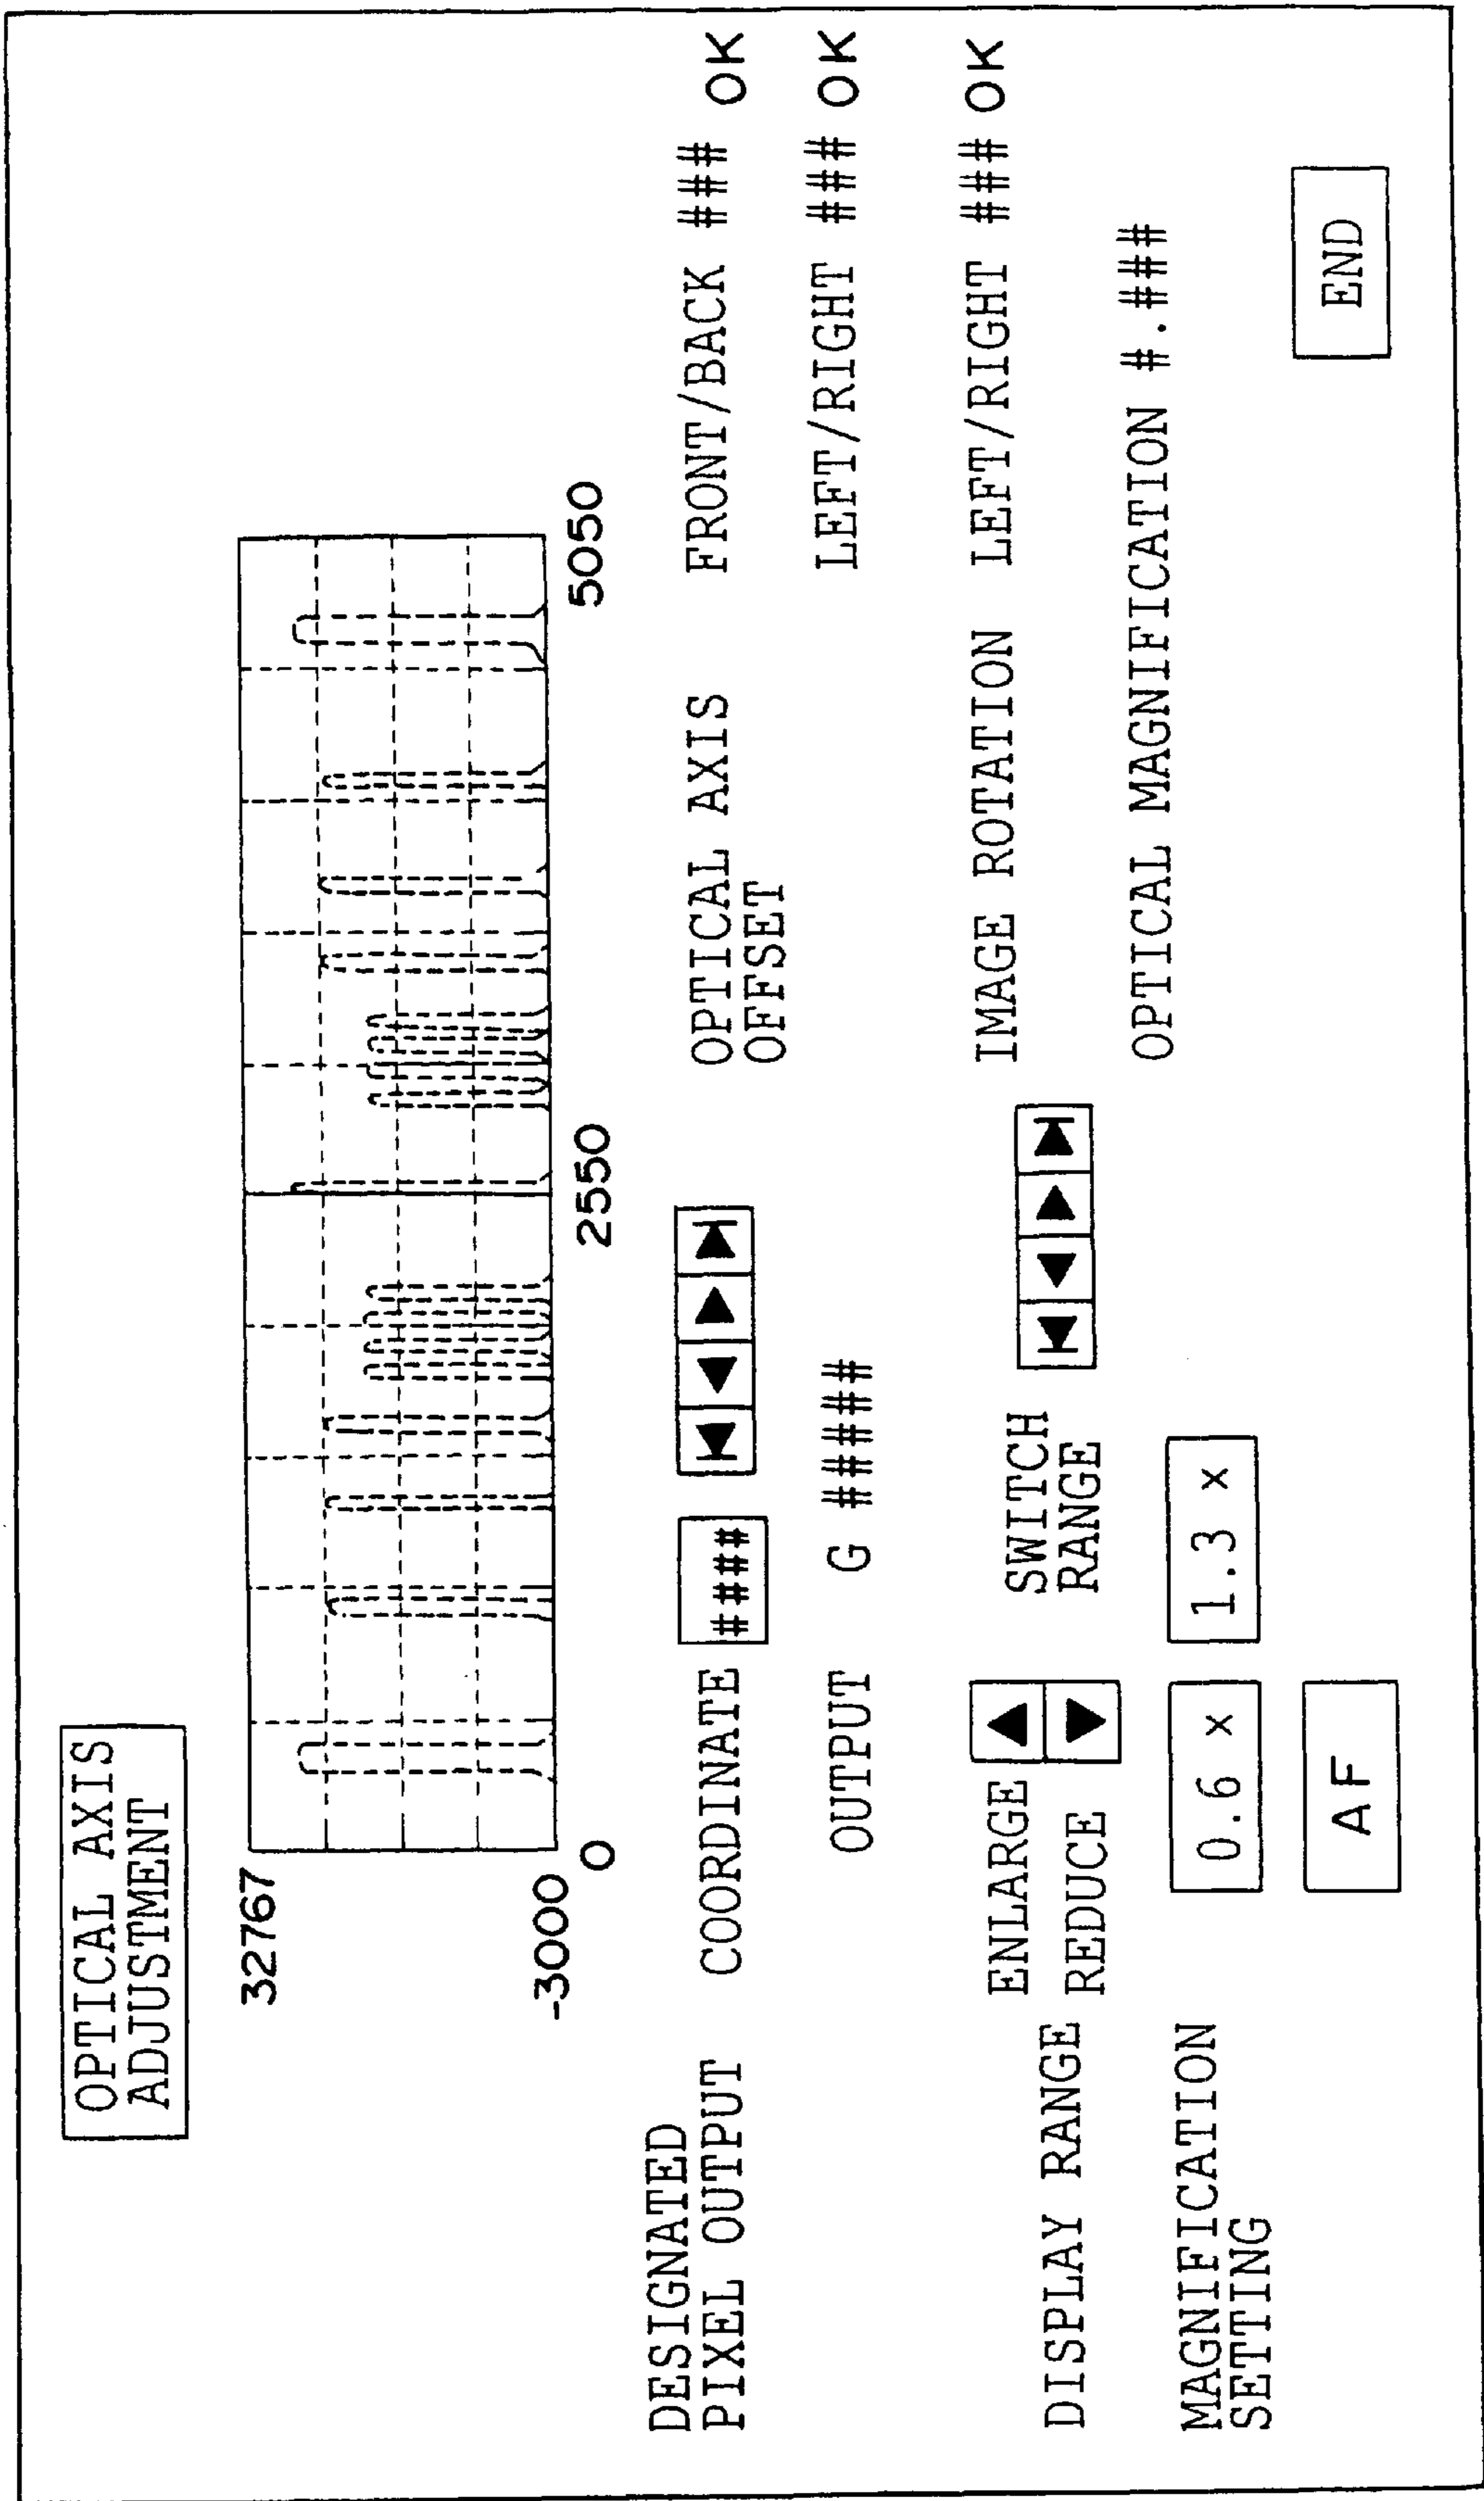 OPTICAL AXIS
ADJUSTMENT
32767
-3000
0
2550
5050
DESIGNATED
PIXEL OUTPUT
COORDINATE ####
OUTPUT G #####
OPTICAL AXIS
OFFSET
FRONT/BACK ### OK
LEFT/RIGHT ### OK
DISPLAY RANGE
ENLARGE
REDUCE
SWITCH
RANGE
IMAGE ROTATION LEFT/RIGHT ### OK
OPTICAL MAGNIFICATION #.###
MAGNIFICATION
SETTING
0.6 ×
1.3 ×
AF
END